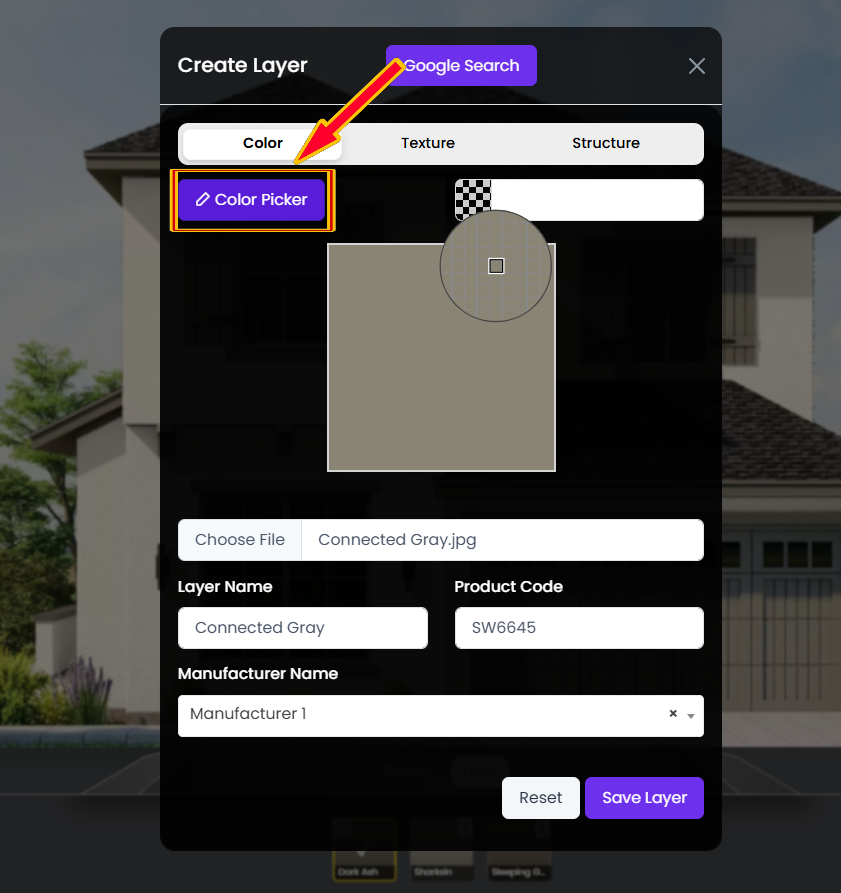 Create Layer
Google Search
Color
Texture
Structure
Color Picker
Choose File
Connected Gray.jpg
Layer Name
Product Code
Connected Gray
SW6645
Manufacturer Name
Manufacturer 1
×
Reset
Save Layer
Dark Ash
Sharkskin
Sleeping G...